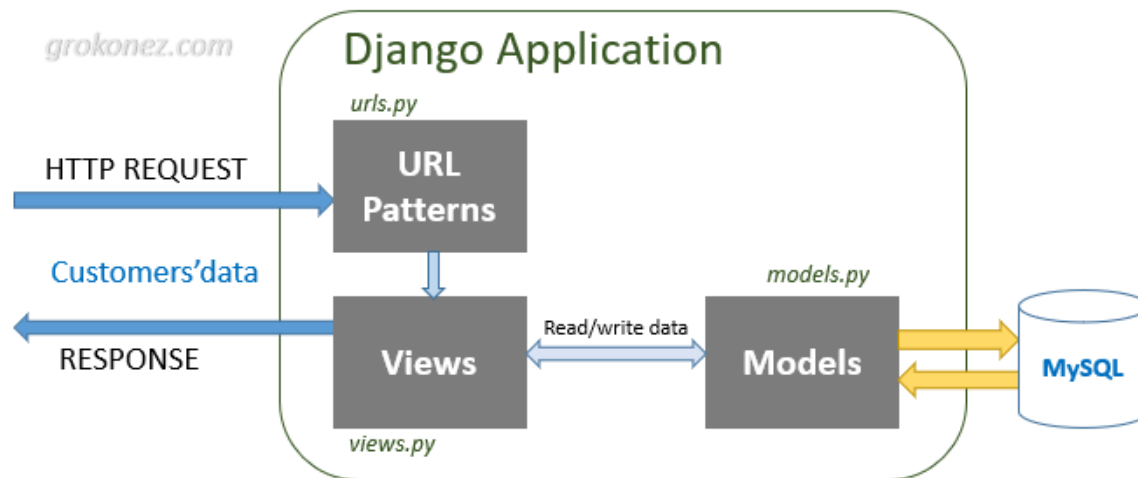 grokonez.com
Django Application
urls.py
HTTP REQUEST
URL
Patterns
Customers’data
models.py
RESPONSE
Views
Read/write data
Models
MySQL
views.py